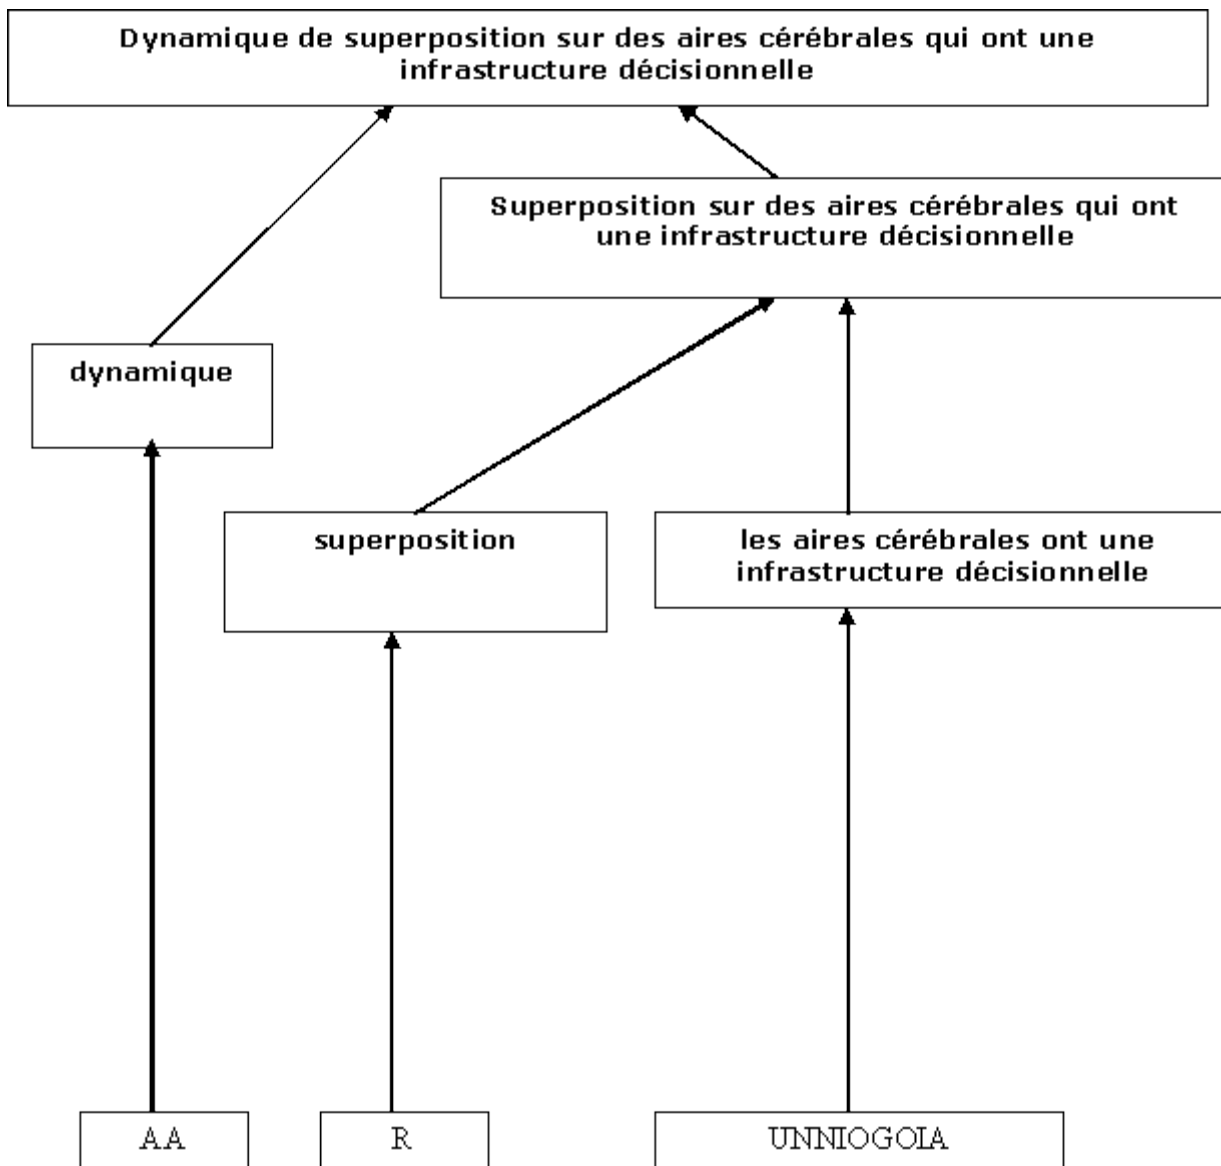 Dynamique de superposition sur des aires cérébrales qui ont une
infrastructure décisionnelle
Superposition sur des aires cérébrales qui ont
une infrastructure décisionnelle
dynamique
superposition
les aires cérébrales ont une
infrastructure décisionnelle
AA
R
UNNIOGOIA